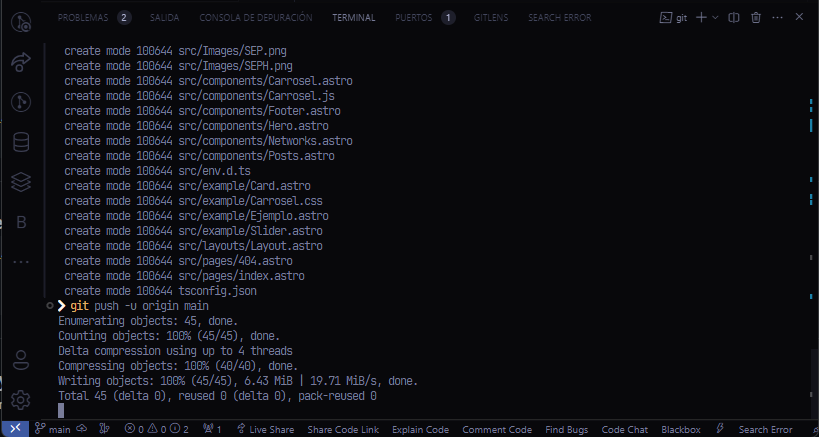 PROBLEMAS 2 SALIDA CONSOLA DE DEPURACIÓN TERMINAL PUERTOS 1 GITLENS SEARCH ERROR git
create mode 100644 src/Images/SEP.png
create mode 100644 src/Images/SEPH.png
create mode 100644 src/components/Carrosel.astro
create mode 100644 src/components/Carrosel.js
create mode 100644 src/components/Footer.astro
create mode 100644 src/components/Hero.astro
create mode 100644 src/components/Networks.astro
create mode 100644 src/components/Posts.astro
create mode 100644 src/env.d.ts
create mode 100644 src/example/Card.astro
create mode 100644 src/example/Carrosel.css
create mode 100644 src/example/Ejemplo.astro
create mode 100644 src/example/Slider.astro
create mode 100644 src/layouts/Layout.astro
create mode 100644 src/pages/404.astro
create mode 100644 src/pages/index.astro
create mode 100644 tsconfig.json
❯ git push -u origin main
Enumerating objects: 45, done.
Counting objects: 100% (45/45), done.
Delta compression using up to 4 threads
Compressing objects: 100% (40/40), done.
Writing objects: 100% (45/45), 6.43 MiB | 19.71 MiB/s, done.
Total 45 (delta 0), reused 0 (delta 0), pack-reused 0
main 0 0 2 1 Live Share Share Code Link Explain Code Comment Code Find Bugs Code Chat Blackbox Search Error